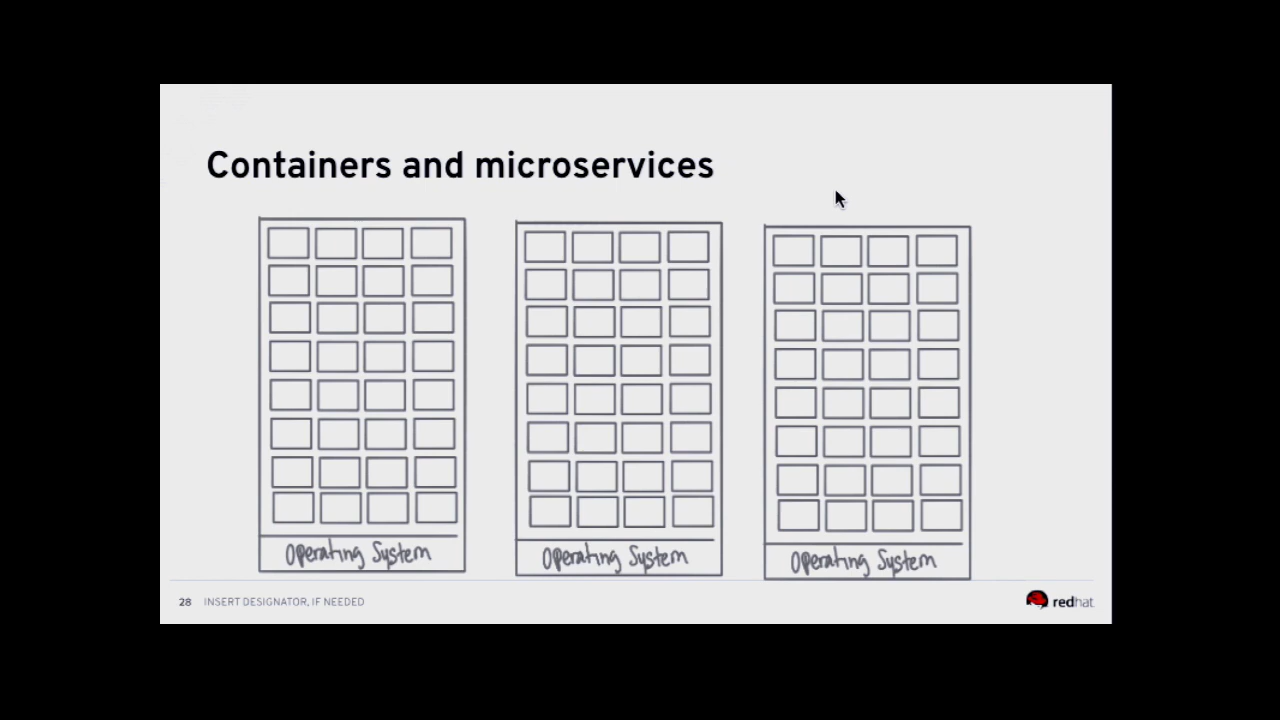 Containers and microservices
Operating System
Operating System
Operating System
28 INSERT DESIGNATOR, IF NEEDED
redhat